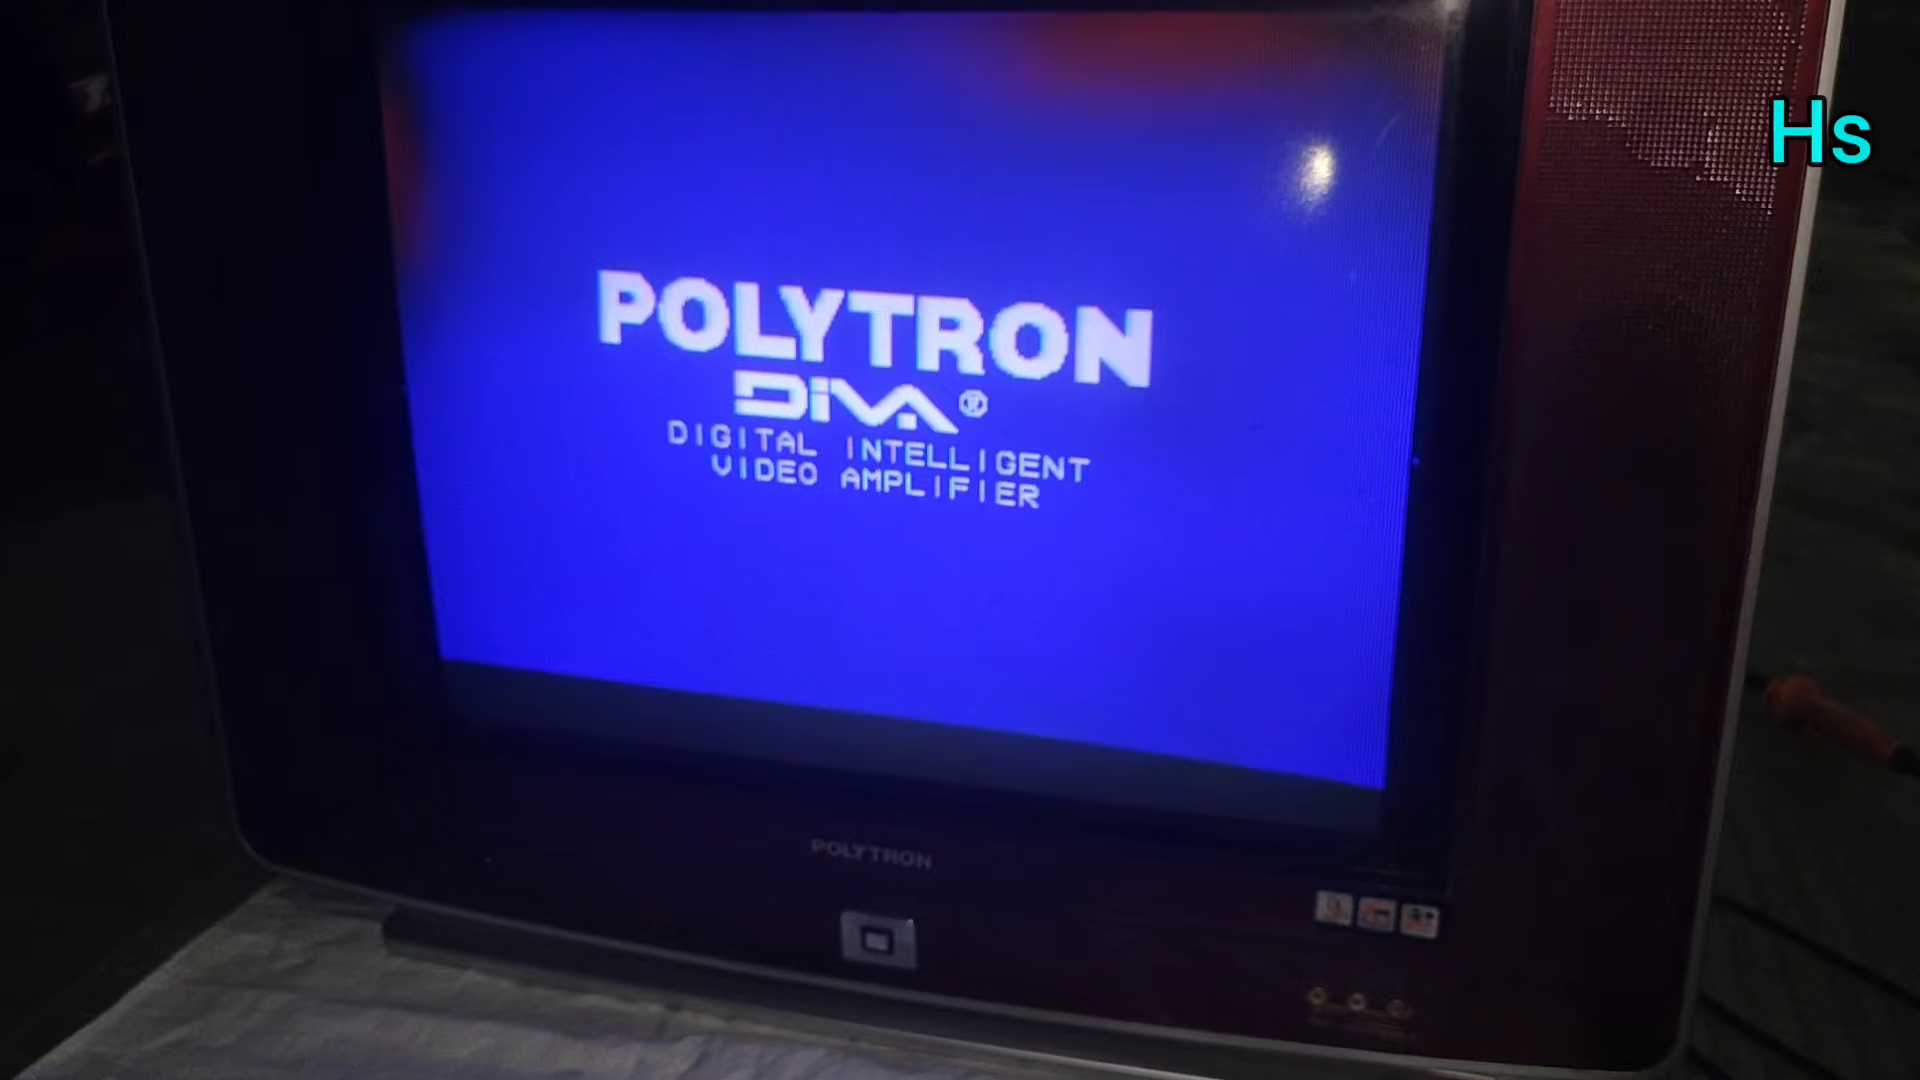 Hs
POLYTRON
DiVA®
DIGITAL INTELLIGENT
VIDEO AMPLIFIER
POLYTRON